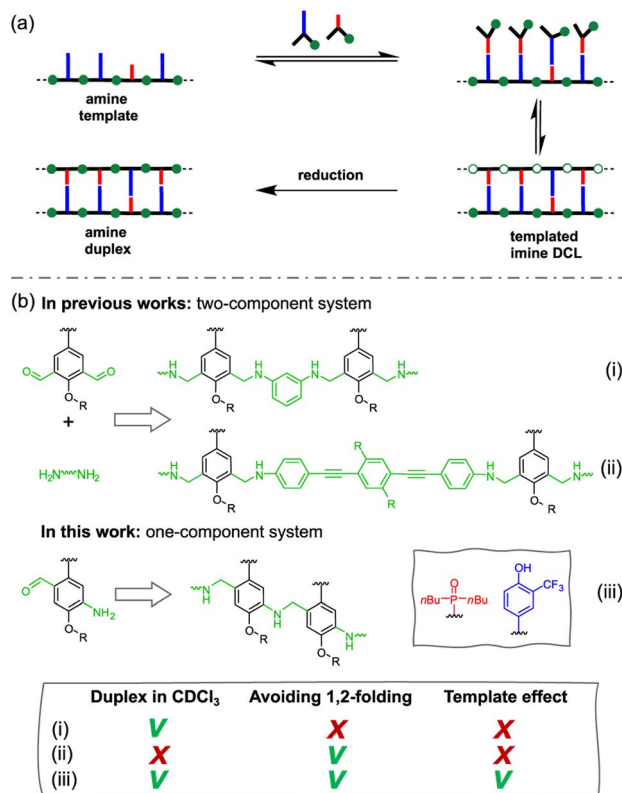 (a)
amine
template
amine
duplex
reduction
templated
imine DCL
(b) In previous works: two-component system
O
O
O
R
+
H₂N NH₂
N
H
O
R
H
N
H
N
O
R
H
N
(i)
N
H
O
R
H
N
R
R
N
H
O
R
H
N
(ii)
In this work: one-component system
O
NH₂
O
R
N
H
O
R
N
H
O
R
N
H
O
nBu P nBu
OH
CF₃
(iii)
Duplex in CDCl₃ Avoiding 1,2-folding Template effect
(i) V X X
(ii) X V X
(iii) V V V